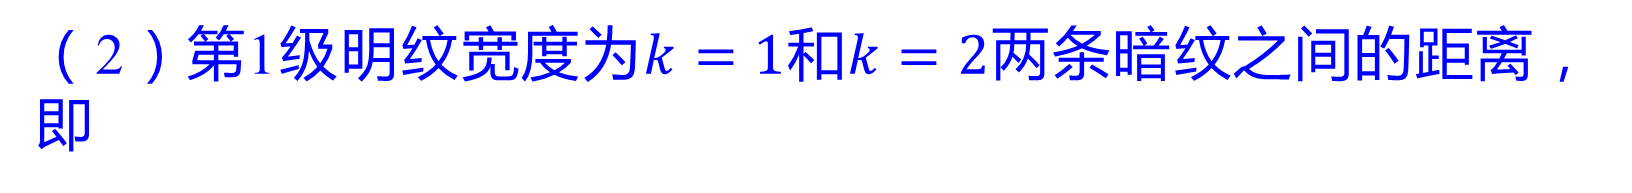 （2）第1级明纹宽度为k = 1和k = 2两条暗纹之间的距离，
即